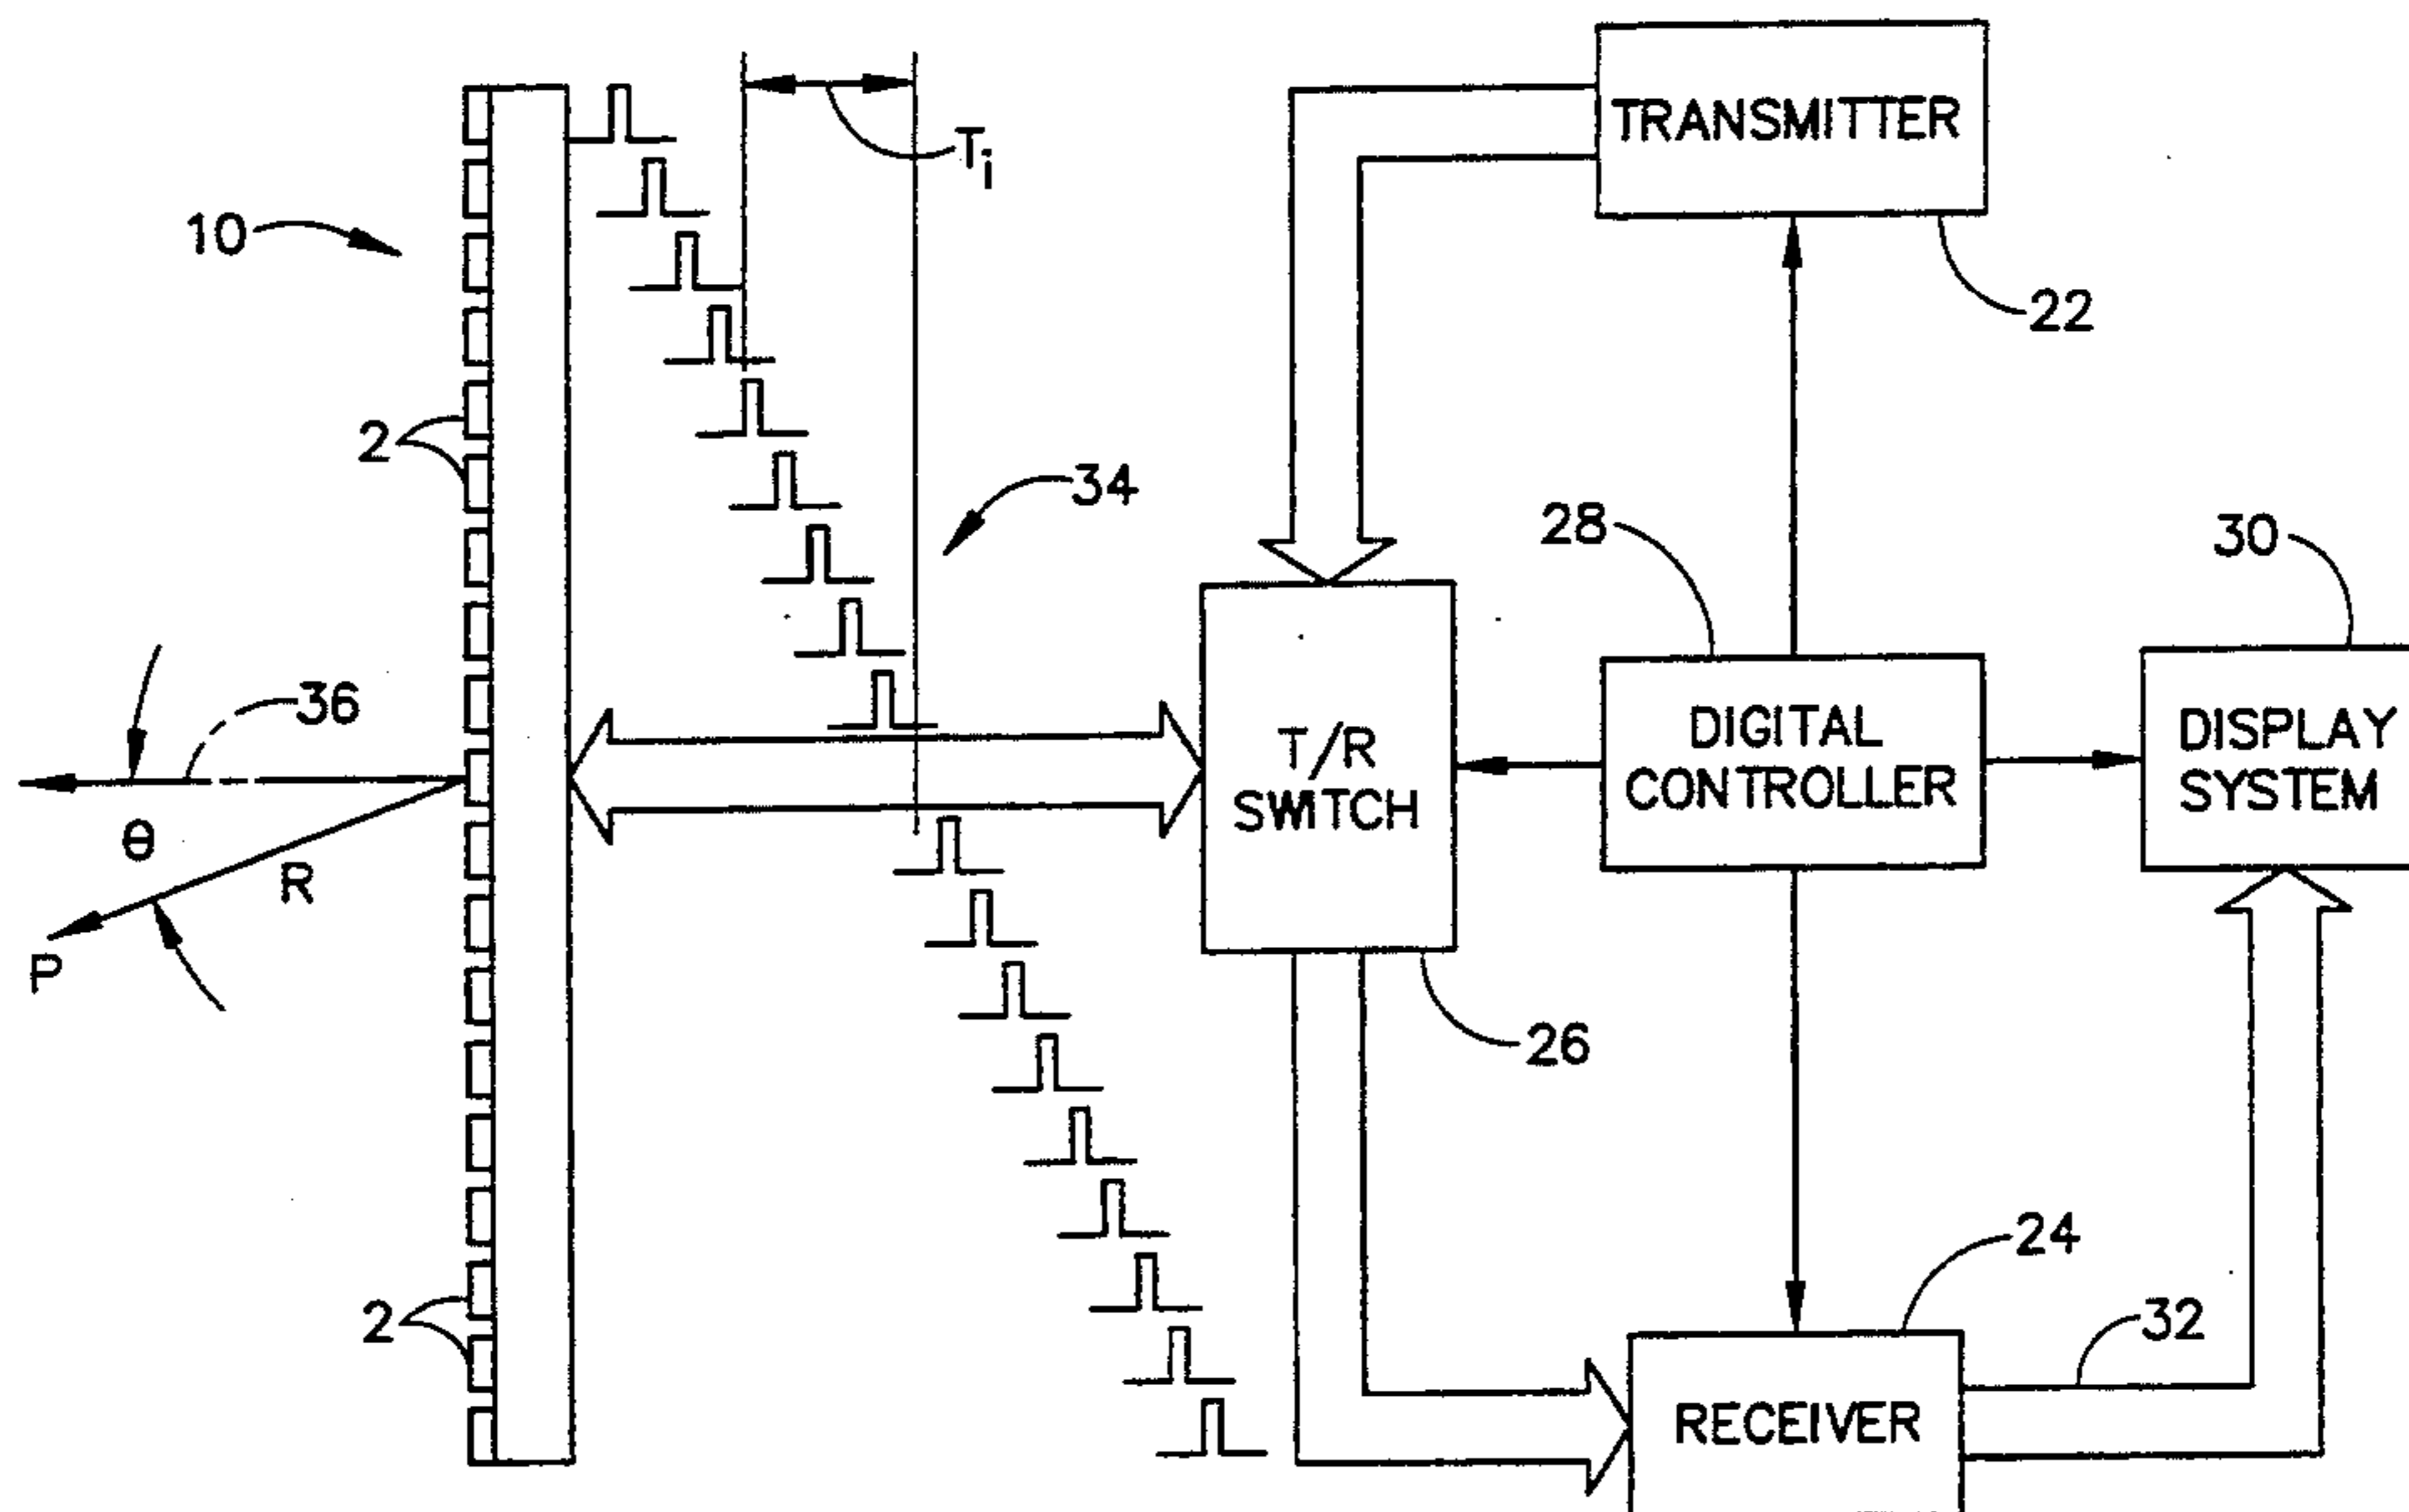 TRANSMITTER
Ti
10
22
2
34
28
30
36
T/R
SWITCH
DIGITAL
CONTROLLER
DISPLAY
SYSTEM
θ
R
P
26
24
2
32
RECEIVER